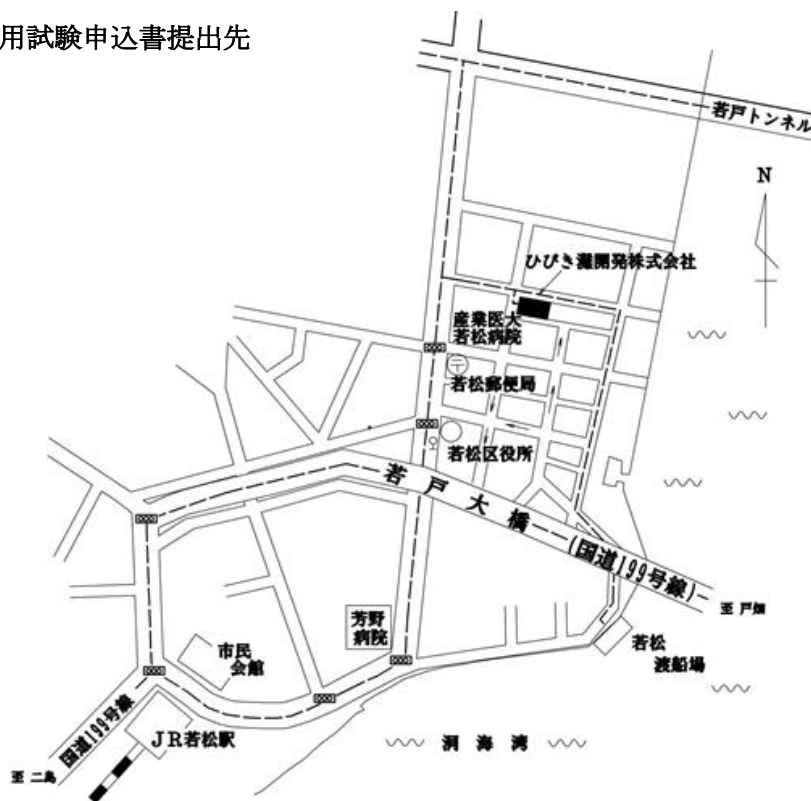 用試験申込書提出先
若戸トンネル
N
ひびき灘開発株式会社
産業医大
若松病院
〒
若松郵便局
若松区役所
若戸大橋
(国道199号線)
至 戸畑
芳野
病院
市民
会館
若松
渡船場
国道199号線
JR若松駅
至 二島
洞海湾